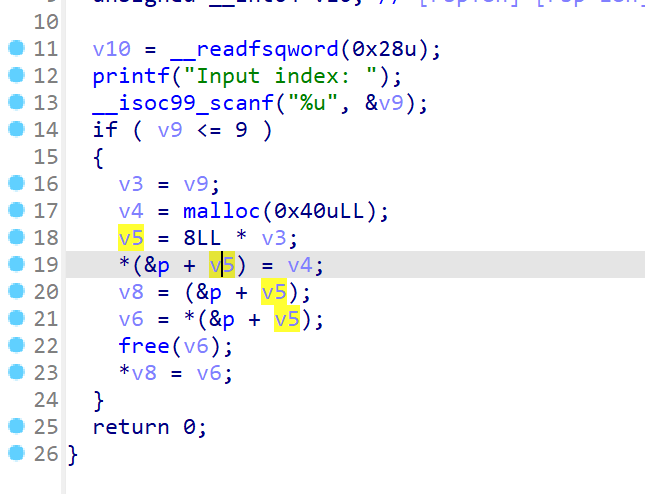 10
11 v10 = __readfsqword(0x28u);
12 printf("Input index: ");
13 __isoc99_scanf("%u", &v9);
14 if ( v9 <= 9 )
15 {
16 v3 = v9;
17 v4 = malloc(0x40uLL);
18 v5 = 8LL * v3;
19 *(&p + v5) = v4;
20 v8 = (&p + v5);
21 v6 = *(&p + v5);
22 free(v6);
23 *v8 = v6;
24 }
25 return 0;
26 }